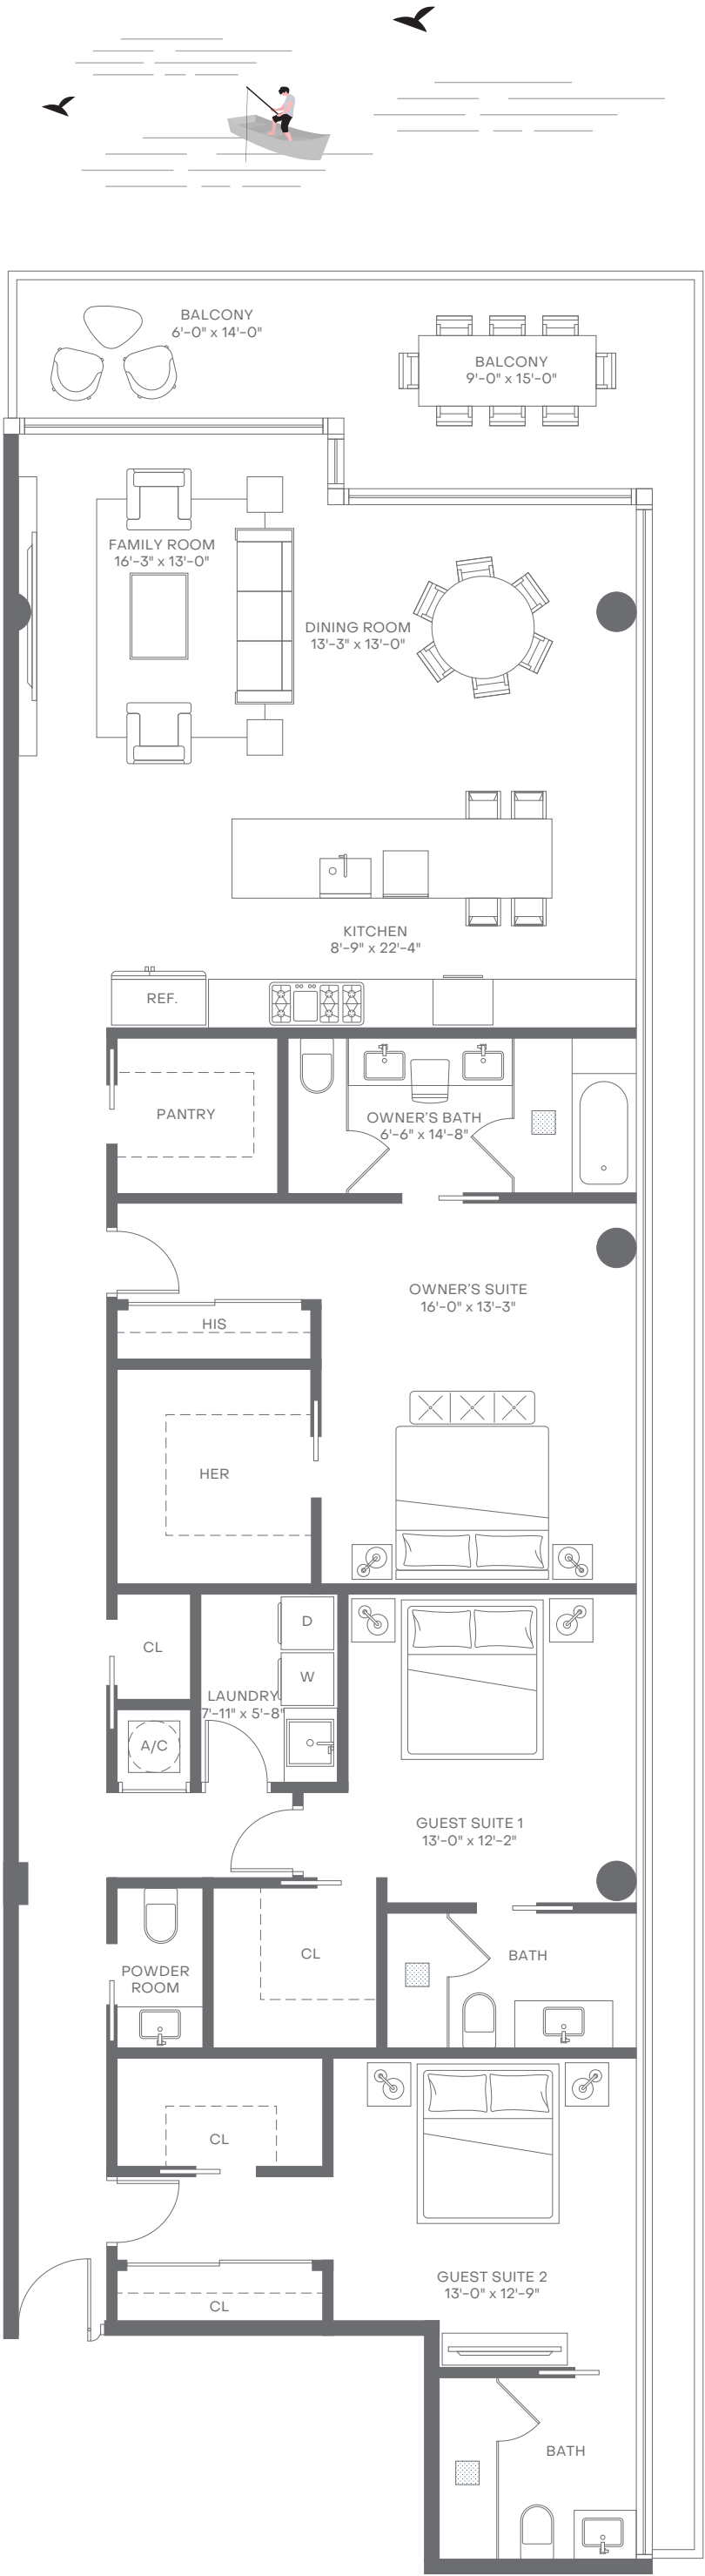 BALCONY
6'-0" x 14'-0"
BALCONY
9'-0" x 15'-0"
FAMILY ROOM
16'-3" x 13'-0"
DINING ROOM
13'-3" x 13'-0"
KITCHEN
8'-9" x 22'-4"
REF.
PANTRY
OWNER'S BATH
6'-6" x 14'-8"
OWNER'S SUITE
16'-0" x 13'-3"
HIS
HER
CL
D
W
LAUNDRY
7'-11" x 5'-8"
A/C
GUEST SUITE 1
13'-0" x 12'-2"
CL
BATH
POWDER
ROOM
CL
GUEST SUITE 2
13'-0" x 12'-9"
CL
BATH